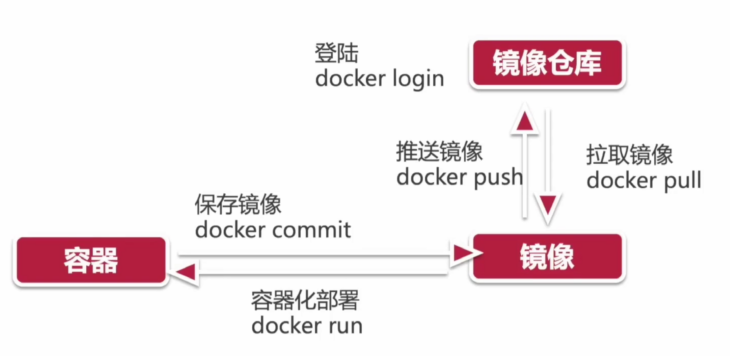 登陆
docker login
镜像仓库
推送镜像
docker push
拉取镜像
docker pull
保存镜像
docker commit
容器
镜像
容器化部署
docker run